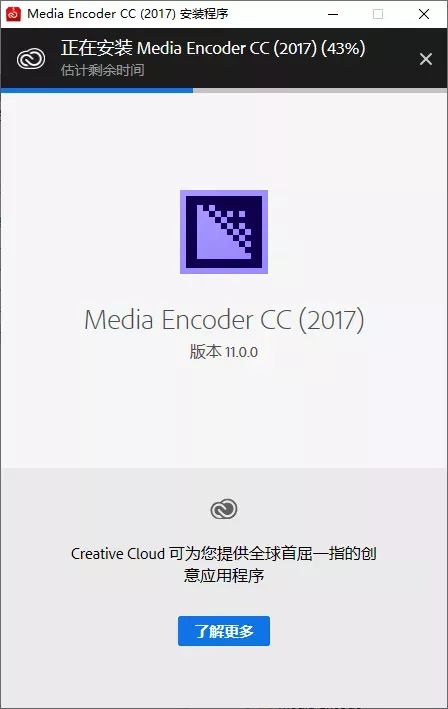 Media Encoder CC (2017) 安装程序
正在安装 Media Encoder CC (2017) (43%)
估计剩余时间
Media Encoder CC (2017)
版本 11.0.0
Creative Cloud 可为您提供全球首屈一指的创
意应用程序
了解更多